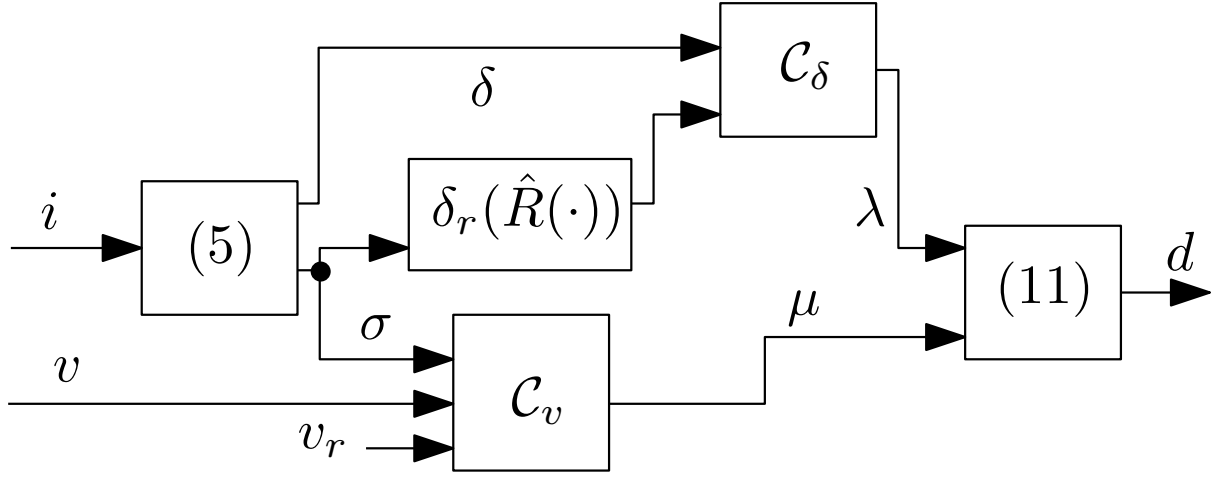 𝒞_δ
δ
i
(5)
δ_r(R̂(·))
λ
d
(11)
σ
μ
v
𝒞_v
v_r